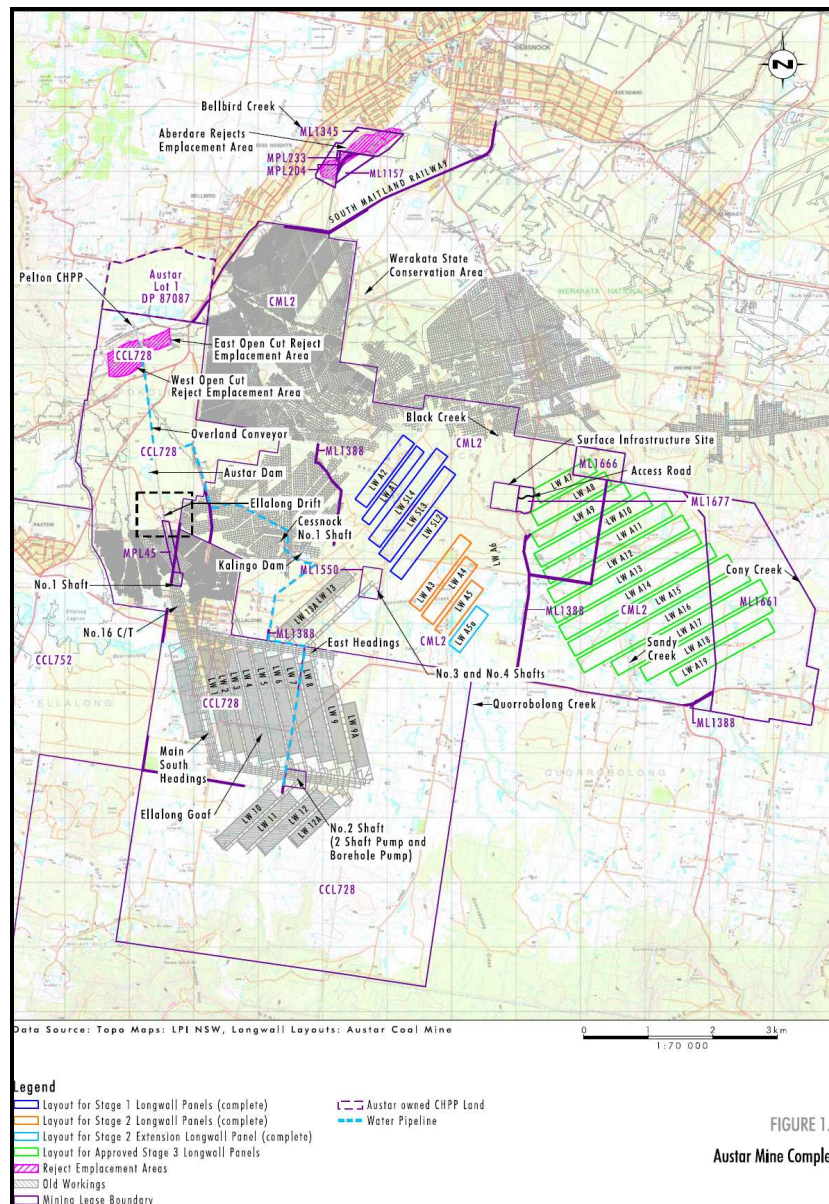 CESSNOCK
ABERDARE
N
Bellbird Creek
ML1345
Aberdare Rejects
Emplacement Area
MPL233
MPL204
ML1157
SOUTH MAITLAND RAILWAY
BELLBIRD
Werakata State
Conservation Area
WERAKATA NATIONAL
Pelton CHPP
Austar
Lot 1
DP 87087
CML2
East Open Cut Reject
Emplacement Area
CCL728
West Open Cut
Reject Emplacement Area
Black Creek
CML2
Surface Infrastructure Site
Overland Conveyor
CCL728
ML1388
Austar Dam
ML1666
Access Road
ML1677
LW A2
LW A1
LW SL4
LW SL3
LW SL2
LW A7
LW A8
LW A9
LW A10
LW A11
LW A12
LW A13
LW A14
LW A15
LW A16
LW A17
LW A18
LW A19
Ellalong Drift
Cessnock
No.1 Shaft
PAXTON
MPL45
Kalingo Dam
ML1550
LW A6
LW A3
LW A4
LW A5
LW A5a
Cony Creek
ML1661
ML1388
CML2
Sandy
Creek
No.1 Shaft
LW 13A
LW 13
No.16 C/T
ELLALONG
ML1388
East Headings
CML2
CCL752
No.3 and No.4 Shafts
ELLALONG
CCL728
LW 1
LW 2
LW 3
LW 4
LW 5
LW 6
LW 7
LW 8
LW 9
LW 9A
Quorrobolong Creek
ML1388
Main
South
Headings
QUORROBOLONG
Ellalong Goaf
LW 10
LW 11
LW 12
LW 12A
No.2 Shaft
(2 Shaft Pump and
Borehole Pump)
CCL728
Data Source: Topo Maps: LPI NSW, Longwall Layouts: Austar Coal Mine
0 1 2 3km
1:70 000
Legend
Layout for Stage 1 Longwall Panels (complete)
Layout for Stage 2 Longwall Panels (complete)
Layout for Stage 2 Extension Longwall Panel (complete)
Layout for Approved Stage 3 Longwall Panels
Reject Emplacement Areas
Old Workings
Mining Lease Boundary
Austar owned CHPP Land
Water Pipeline
FIGURE 1.
Austar Mine Comple